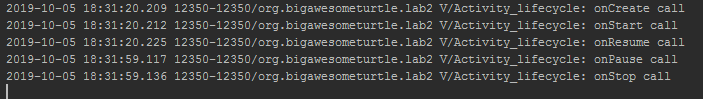 2019-10-05 18:31:20.209 12350-12350/org.bigawesometurtle.lab2 V/Activity_lifecycle: onCreate call
2019-10-05 18:31:20.212 12350-12350/org.bigawesometurtle.lab2 V/Activity_lifecycle: onStart call
2019-10-05 18:31:20.225 12350-12350/org.bigawesometurtle.lab2 V/Activity_lifecycle: onResume call
2019-10-05 18:31:59.117 12350-12350/org.bigawesometurtle.lab2 V/Activity_lifecycle: onPause call
2019-10-05 18:31:59.136 12350-12350/org.bigawesometurtle.lab2 V/Activity_lifecycle: onStop call